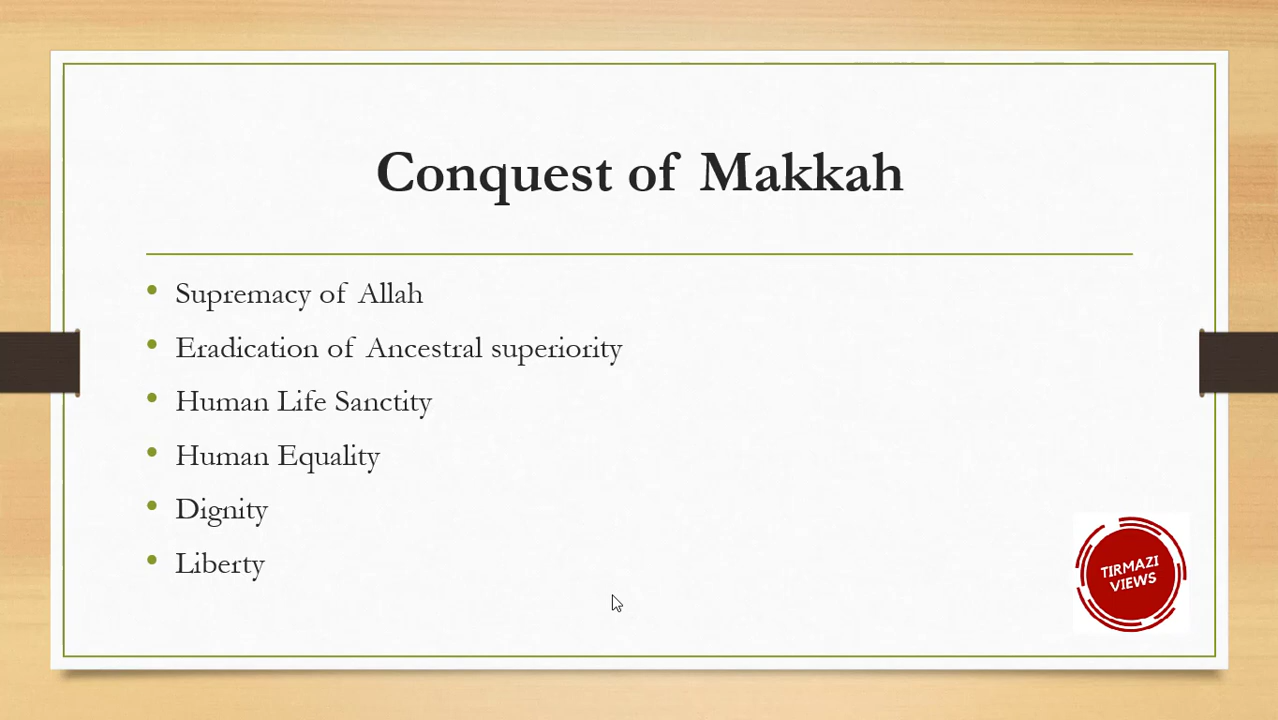 Conquest of Makkah
• Supremacy of Allah
• Eradication of Ancestral superiority
• Human Life Sanctity
• Human Equality
• Dignity
• Liberty
TIRMAZI
VIEWS